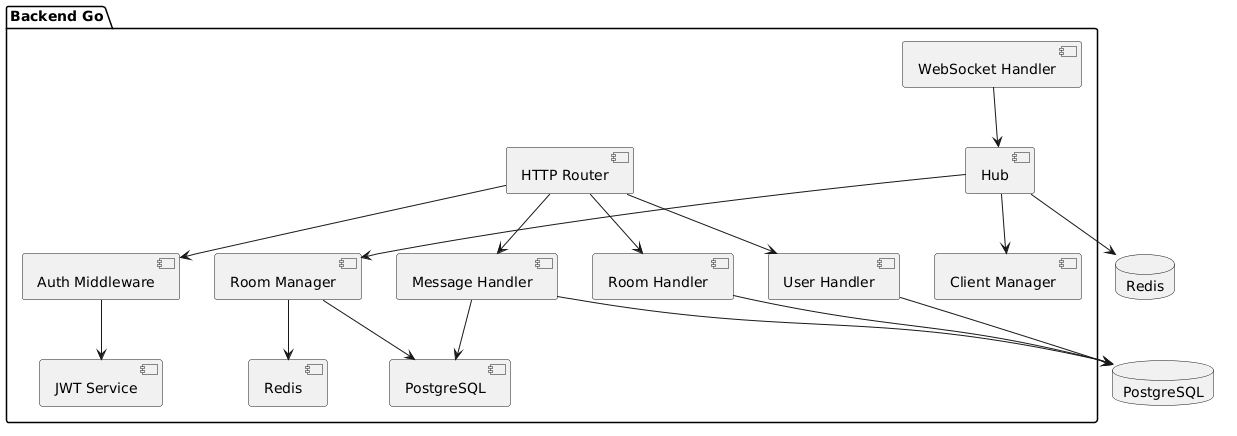 Backend Go
WebSocket Handler
HTTP Router
Hub
Auth Middleware
Room Manager
Message Handler
Room Handler
User Handler
Client Manager
Redis
JWT Service
Redis
PostgreSQL
PostgreSQL